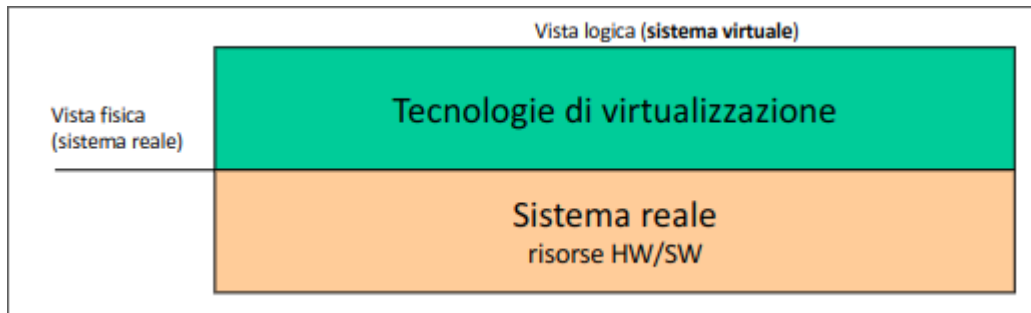 Vista logica (sistema virtuale)
Tecnologie di virtualizzazione
Vista fisica
(sistema reale)
Sistema reale
risorse HW/SW